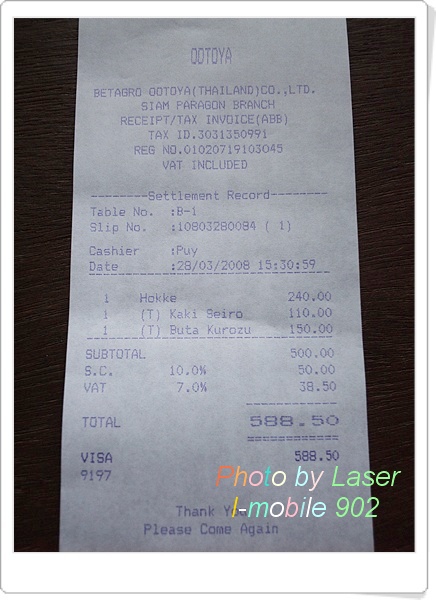 OOTOYA
BETAGRO OOTOYA(THAILAND)CO.,LTD.
SIAM PARAGON BRANCH
RECEIPT/TAX INVOICE(ABB)
TAX ID.3031350991
REG NO.01020719103045
VAT INCLUDED
--------Settlement Record--------
Table No. :B-1
Slip No. :10803280084 ( 1)
Cashier :Puy
Date :28/03/2008 15:30:59
1 Hokke 240.00
1 (T) Kaki Seiro 110.00
1 (T) Buta Kurozu 150.00
SUBTOTAL 500.00
S.C. 10.0% 50.00
VAT 7.0% 38.50
TOTAL 588.50
VISA 588.50
9197
Photo by Laser
I-mobile 902
Thank You
Please Come Again